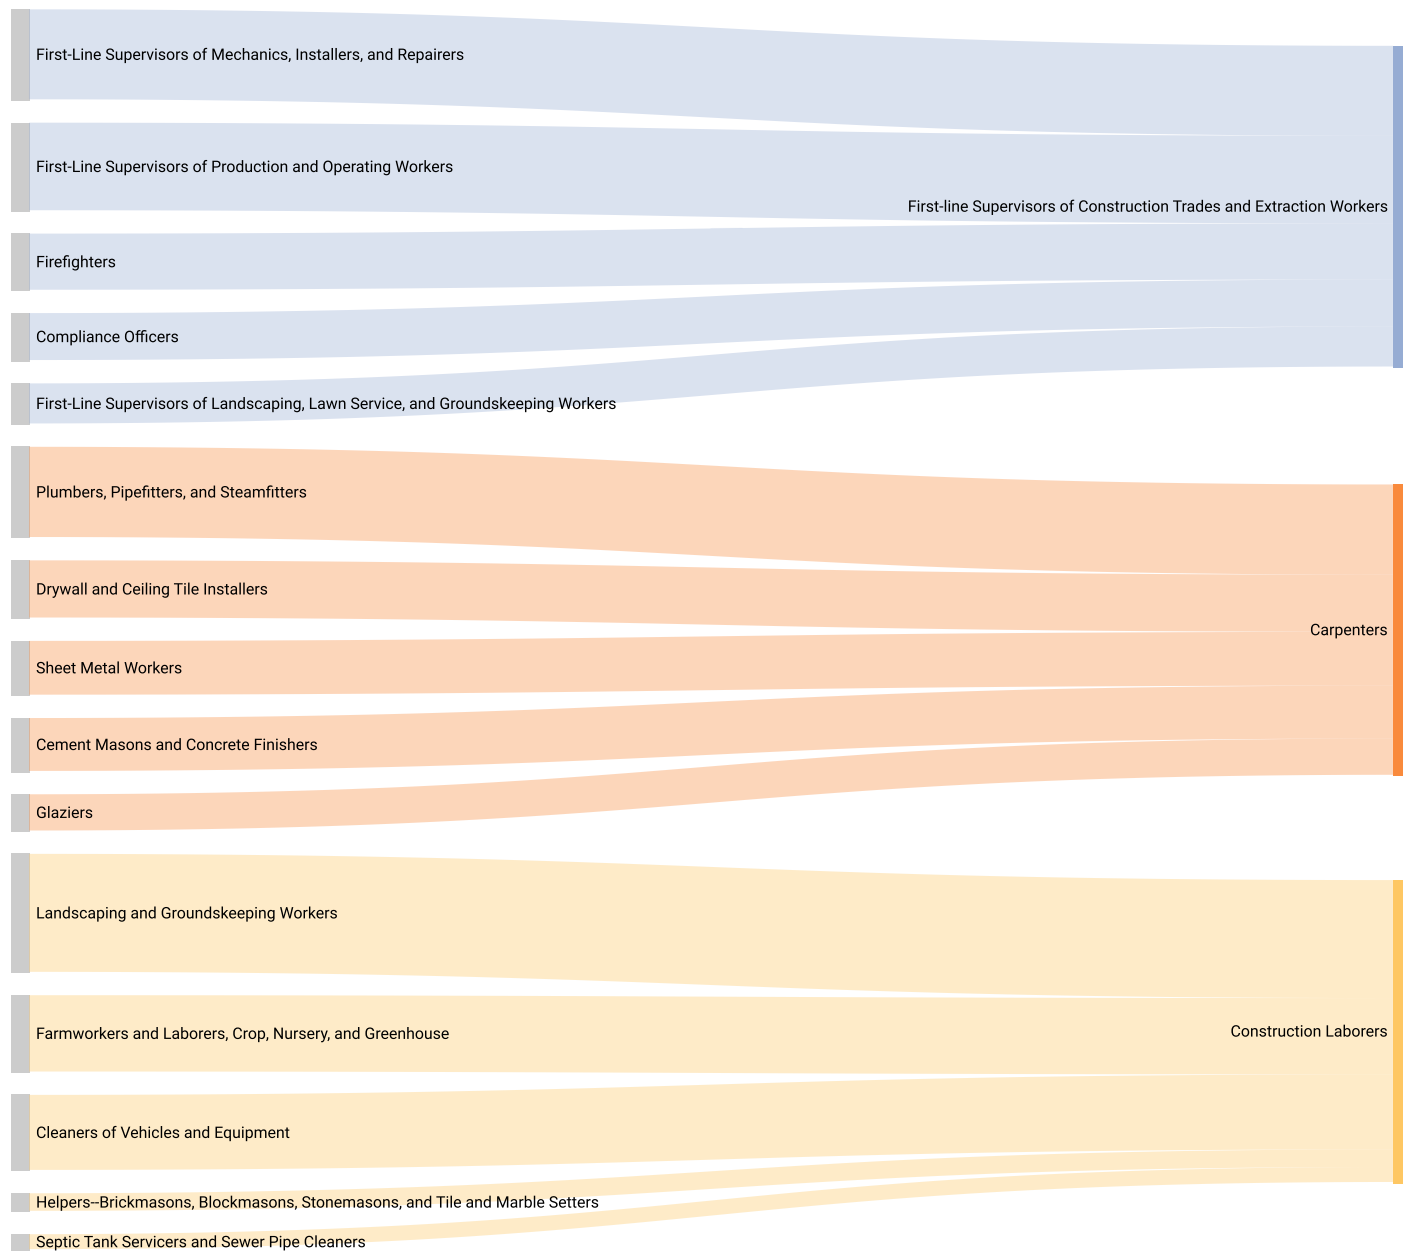 First-Line Supervisors of Mechanics, Installers, and Repairers
First-Line Supervisors of Production and Operating Workers
First-line Supervisors of Construction Trades and Extraction Workers
Firefighters
Compliance Officers
First-Line Supervisors of Landscaping, Lawn Service, and Groundskeeping Workers
Plumbers, Pipefitters, and Steamfitters
Drywall and Ceiling Tile Installers
Carpenters
Sheet Metal Workers
Cement Masons and Concrete Finishers
Glaziers
Landscaping and Groundskeeping Workers
Farmworkers and Laborers, Crop, Nursery, and Greenhouse
Construction Laborers
Cleaners of Vehicles and Equipment
Helpers--Brickmasons, Blockmasons, Stonemasons, and Tile and Marble Setters
Septic Tank Servicers and Sewer Pipe Cleaners